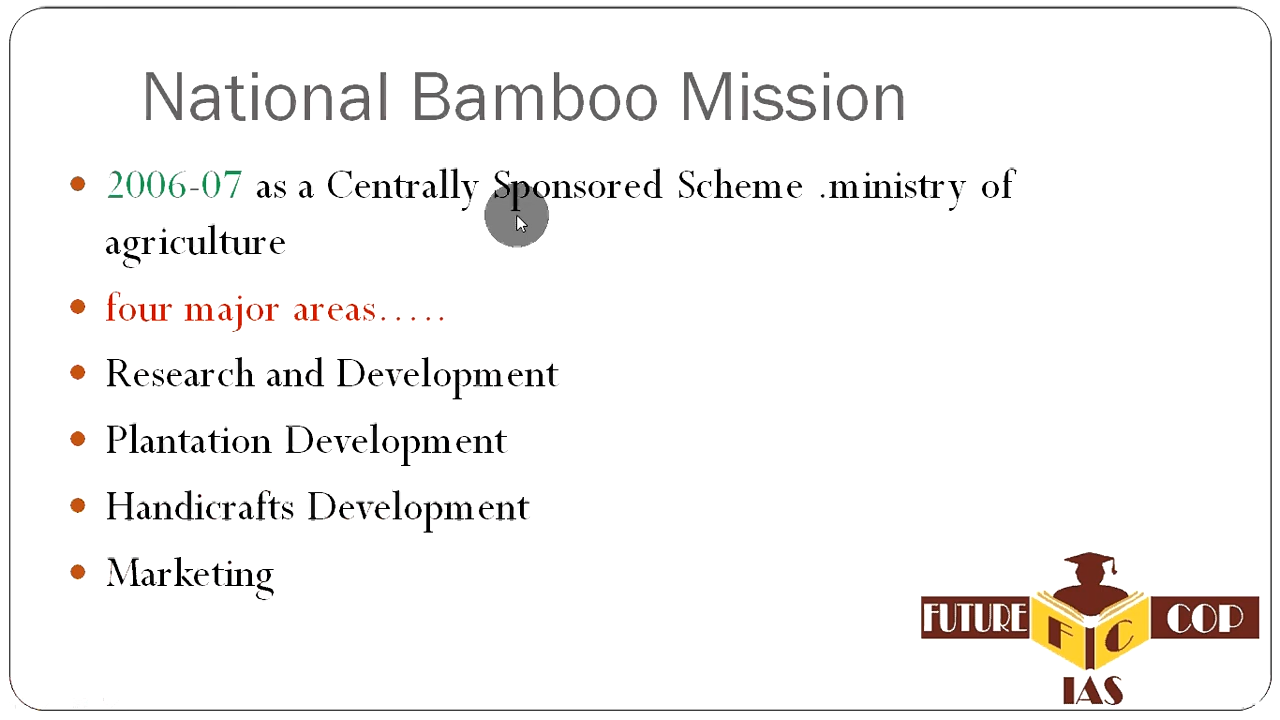 National Bamboo Mission
2006-07 as a Centrally Sponsored Scheme .ministry of
agriculture
four major areas.....
Research and Development
Plantation Development
Handicrafts Development
Marketing
FUTURE F C COP
IAS